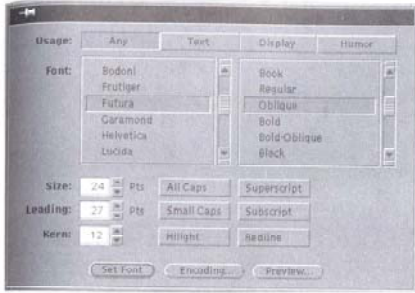 Usage: Any Text Display Humor
Font: Bodoni Book
Frutiger Regular
Futura Oblique
Garamond Bold
Helvetica Bold-Oblique
Lucida Black
Size: 24 Pts All Caps Superscript
Leading: 27 Pts Small Caps Subscript
Kern: 12 Hilight Redline
Set Font Encoding... Preview...